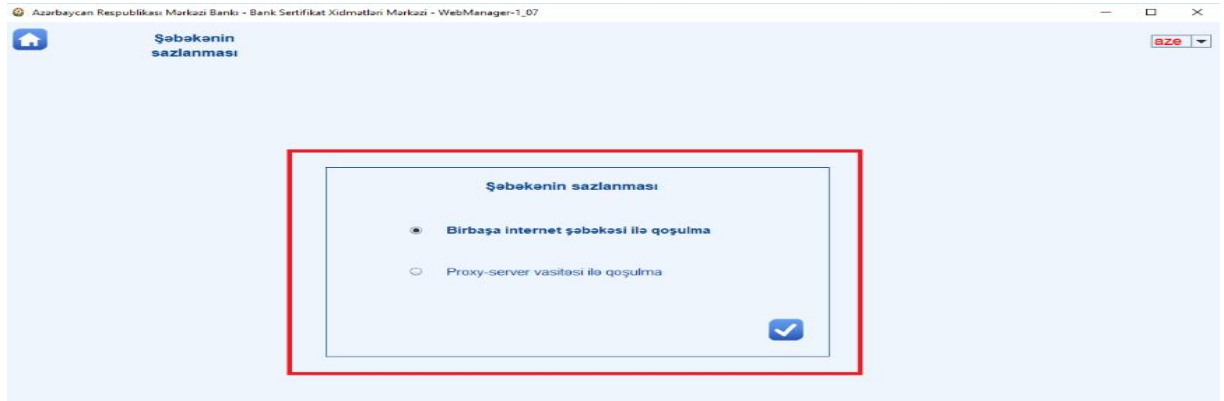 Azərbaycan Respublikası Mərkəzi Bankı - Bank Sertifikat Xidmətləri Mərkəzi - WebManager-1_07
Şəbəkənin
sazlanması
aze
Şəbəkənin sazlanması
Birbaşa internet şəbəkəsi ilə qoşulma
Proxy-server vasitəsi ilə qoşulma